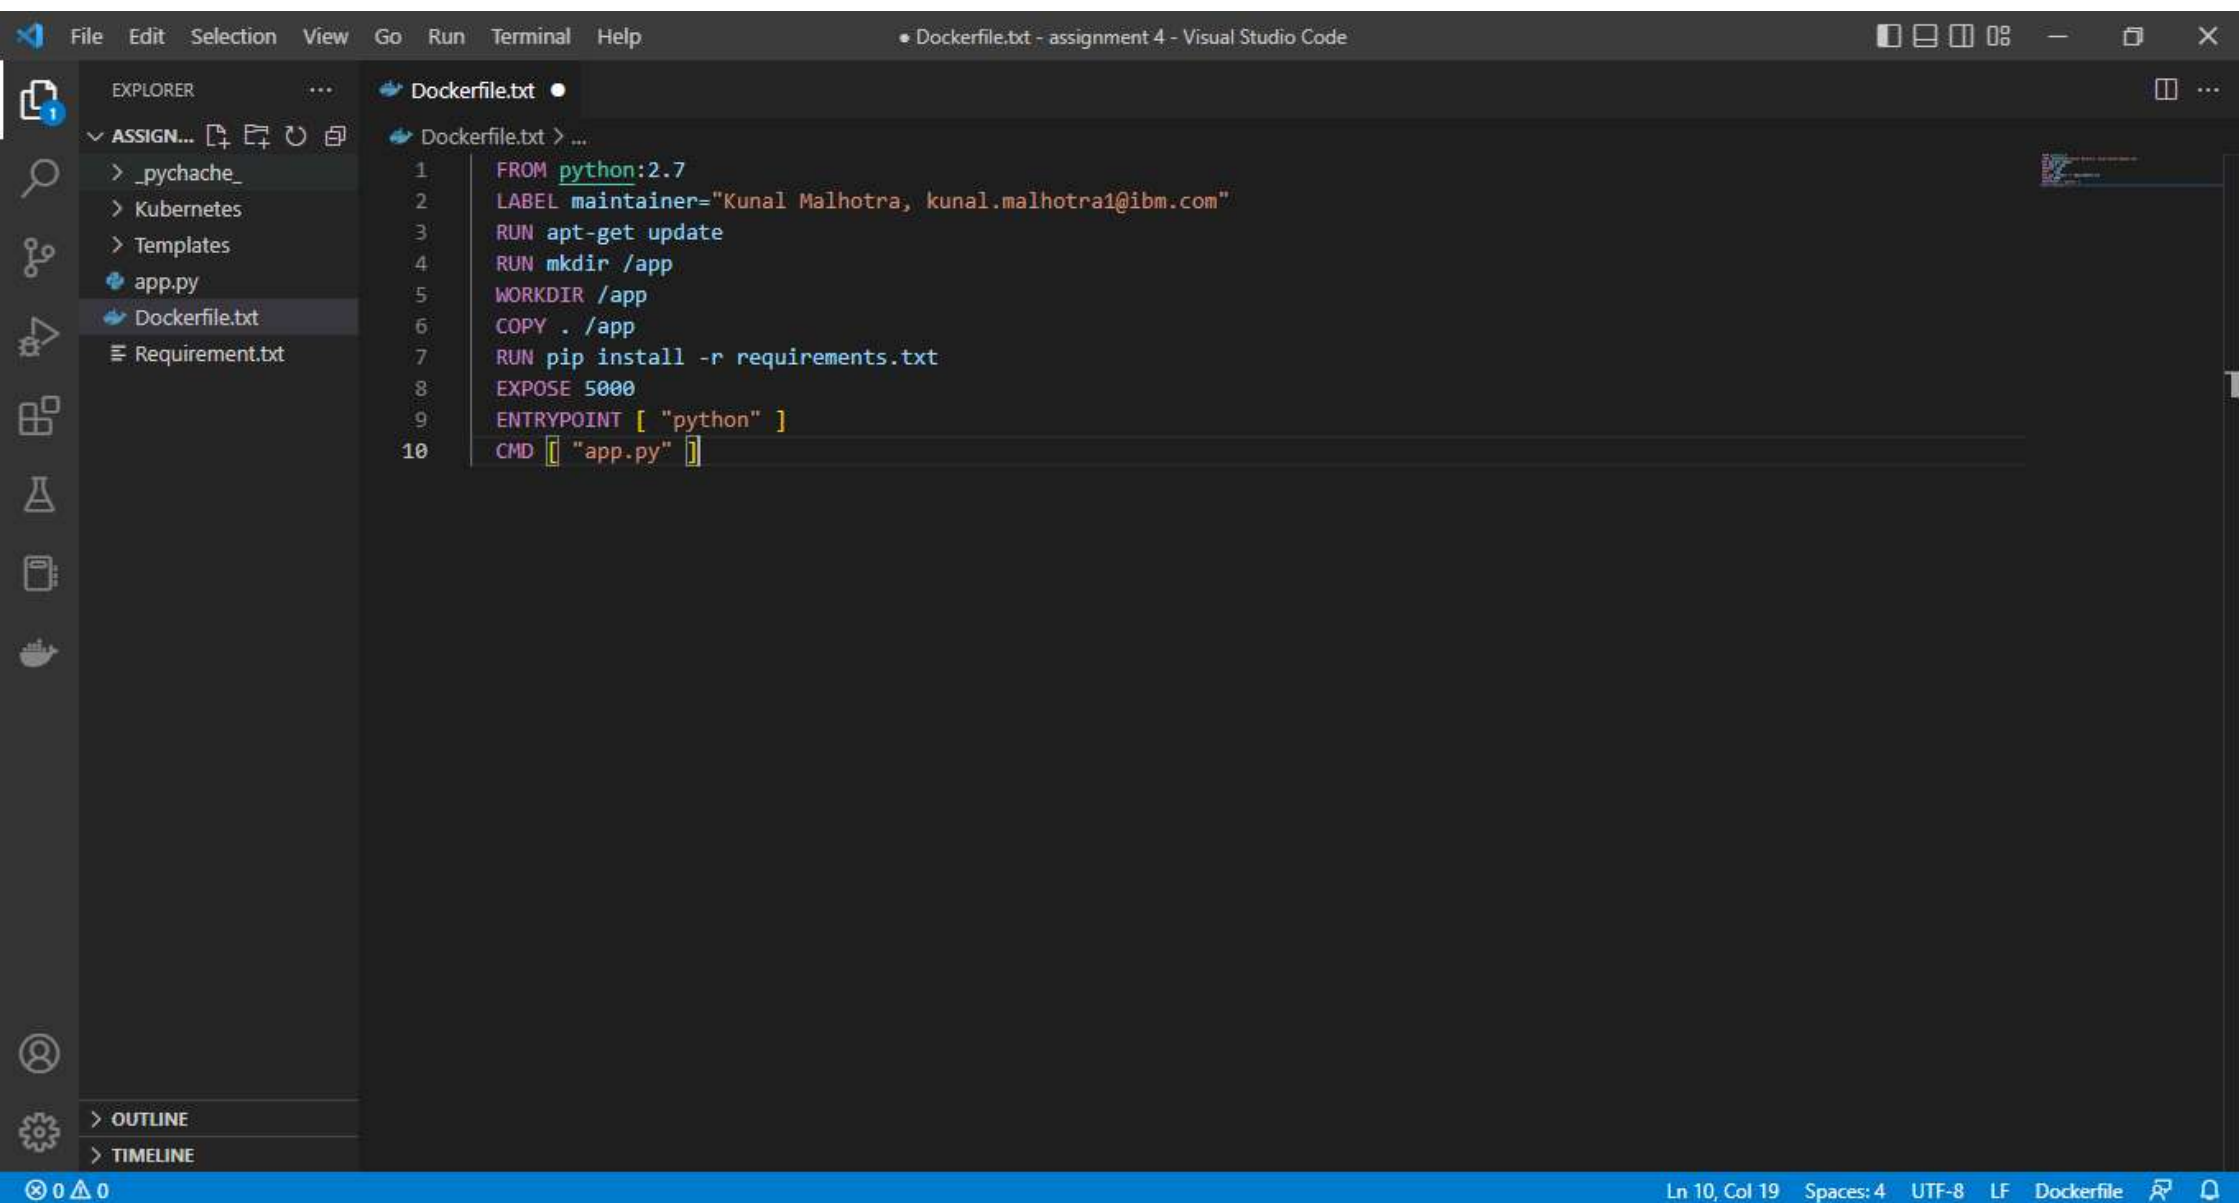 File Edit Selection View Go Run Terminal Help
● Dockerfile.txt - assignment 4 - Visual Studio Code
EXPLORER ...
ASSIGN...
> _pychache_
> Kubernetes
> Templates
app.py
Dockerfile.txt
Requirement.txt
> OUTLINE
> TIMELINE
1
Dockerfile.txt ●
Dockerfile.txt > ...
1 FROM python:2.7
2 LABEL maintainer="Kunal Malhotra, kunal.malhotra1@ibm.com"
3 RUN apt-get update
4 RUN mkdir /app
5 WORKDIR /app
6 COPY . /app
7 RUN pip install -r requirements.txt
8 EXPOSE 5000
9 ENTRYPOINT [ "python" ]
10 CMD [ "app.py" ]
0 0
Ln 10, Col 19 Spaces: 4 UTF-8 LF Dockerfile